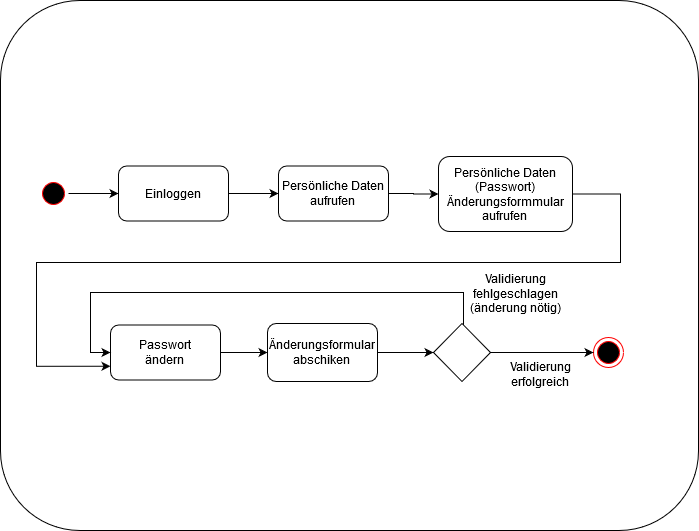 Einloggen
Persönliche Daten
aufrufen
Persönliche Daten
(Passwort)
Änderungsformmular
aufrufen
Validierung
fehlgeschlagen
(änderung nötig)
Passwort
ändern
Änderungsformular
abschiken
Validierung
erfolgreich